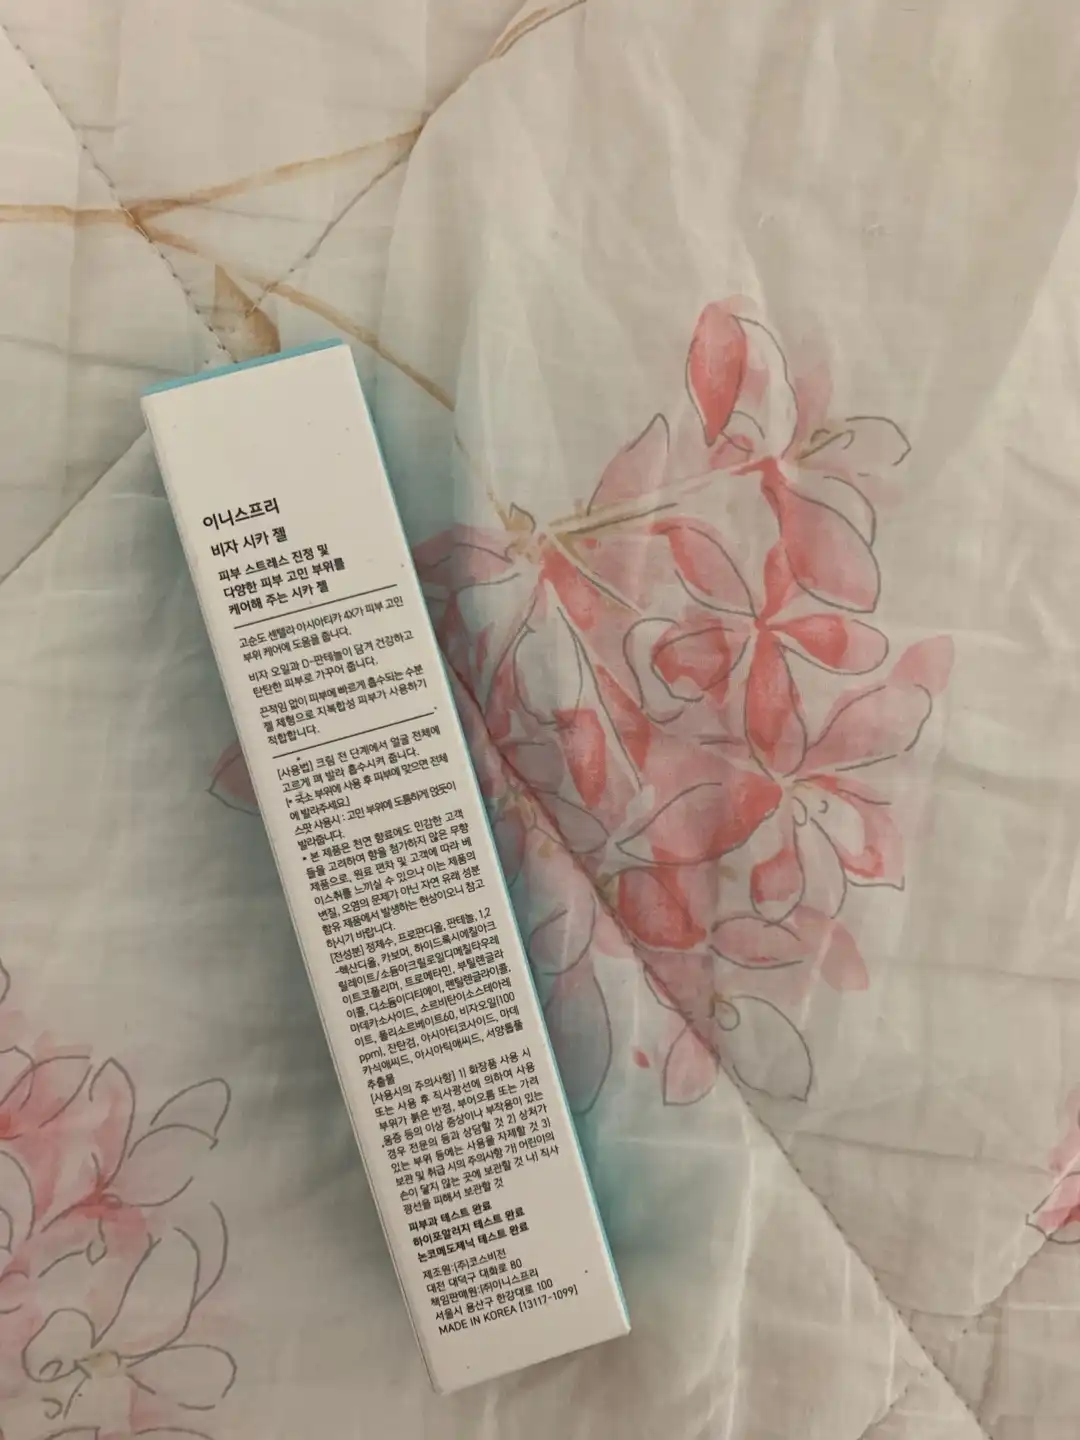 이니스프리
비자 시카 젤
피부 스트레스 진정 및
다양한 피부 고민 부위를
케어해 주는 시카 젤
고순도 센텔라 아시아티카 4X가 피부 고민
부위 케어에 도움을 줍니다.
비자 오일과 D-판테놀이 담겨 건강하고
탄탄한 피부로 가꾸어 줍니다.
끈적임 없이 피부에 빠르게 흡수되는 수분
젤 제형으로 지복합성 피부가 사용하기
적합합니다.
[사용법] 크림 전 단계에서 얼굴 전체에
고르게 펴 발라 흡수시켜 줍니다.
[* 국소 부위에 사용 후 피부에 맞으면 전체
에 발라주세요.]
스팟 사용시 : 고민 부위에 도톰하게 얹듯이
발라줍니다.
* 본 제품은 천연 향료에도 민감한 고객
들을 고려하여 향을 첨가하지 않은 무향
제품으로, 원료 편차 및 고객에 따라 베
이스취를 느끼실 수 있으나 이는 제품의
변질, 오염의 문제가 아닌 자연 유래 성분
함유 제품에서 발생하는 현상이오니 참고
하시기 바랍니다.
[전성분] 정제수, 프로판디올, 판테놀, 1,2
-헥산디올, 카보머, 하이드록시에틸아크
릴레이트/소듐아크릴로일디메틸타우레
이트코폴리머, 트로메타민, 부틸렌글라
이콜, 디소듐이디티에이, 펜틸렌글라이콜,
마데카소사이드, 소르비탄이소스테아레
이트, 폴리소르베이트60, 비자오일(100
ppm), 잔탄검, 아시아티코사이드, 마데
카식애씨드, 아시아틱애씨드, 서양톱풀
추출물
[사용시의 주의사항] 1) 화장품 사용 시
또는 사용 후 직사광선에 의하여 사용
부위가 붉은 반점, 부어오름 또는 가려
움증 등의 이상 증상이나 부작용이 있는
경우 전문의 등과 상담할 것 2) 상처가
있는 부위 등에는 사용을 자제할 것 3)
보관 및 취급 시의 주의사항 가) 어린이의
손이 닿지 않는 곳에 보관할 것 나) 직사
광선을 피해서 보관할 것
피부과 테스트 완료
하이포알러지 테스트 완료
논코메도제닉 테스트 완료
제조원:(주)코스비전
대전 대덕구 대화로 80
책임판매원:(주)이니스프리
서울시 용산구 한강대로 100
MADE IN KOREA [13117-1099]